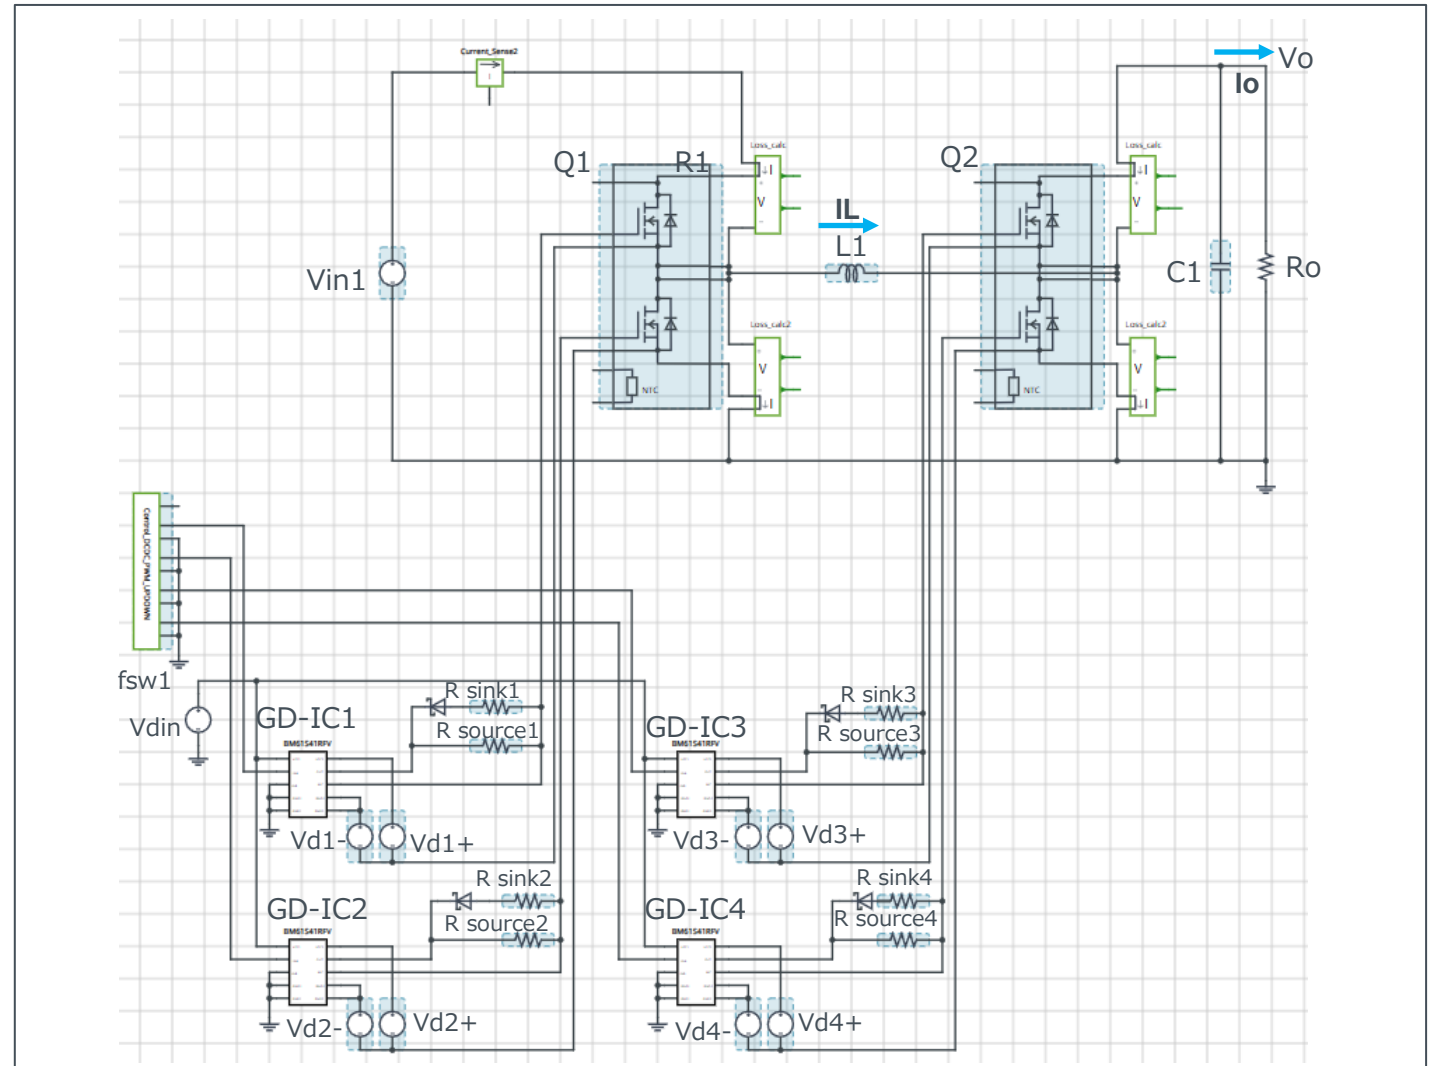 Current_Sense2
Vo
Io
Q1
R1
Loss_calc
Q2
Loss_calc
I
V
I
V
IL
L1
Vin1
C1
Ro
Loss_calc2
Loss_calc2
V
V
NTC
I
NTC
I
Control_DCDC_PWM_UPDOWN
fsw1
Vdin
R sink1
R sink3
GD-IC1
R source1
GD-IC3
R source3
BM61S41RFV
BM61S41RFV
Vd1-
Vd1+
Vd3-
Vd3+
R sink2
R sink4
GD-IC2
R source2
GD-IC4
R source4
BM61S41RFV
BM61S41RFV
Vd2-
Vd2+
Vd4-
Vd4+